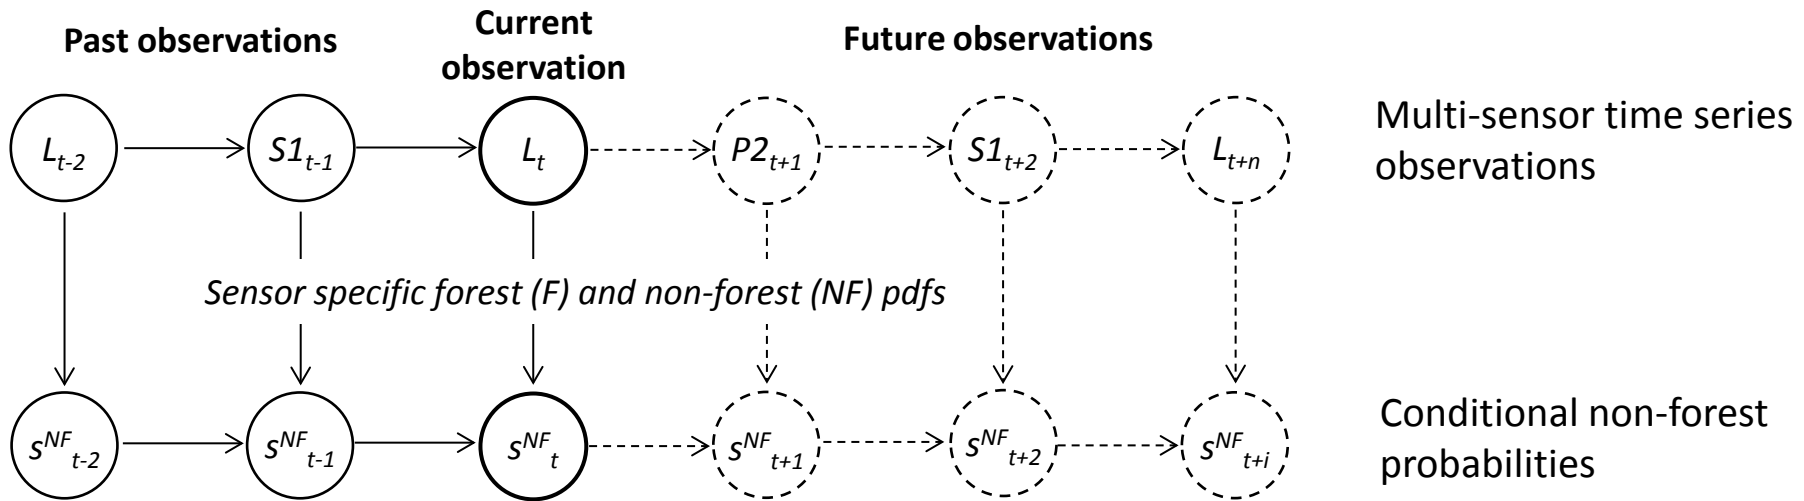 Past observations
Current
observation
Future observations
L t-2
S1 t-1
L t
P2 t+1
S1 t+2
L t+n
Multi-sensor time series
observations
Sensor specific forest (F) and non-forest (NF) pdfs
s NF t-2
s NF t-1
s NF t
s NF t+1
s NF t+2
s NF t+i
Conditional non-forest
probabilities